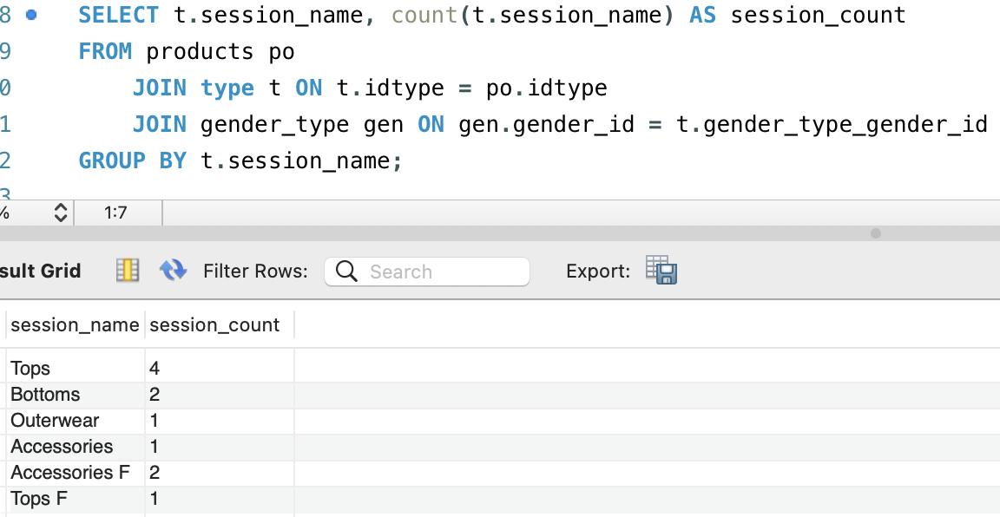 8 SELECT t.session_name, count(t.session_name) AS session_count
9 FROM products po
0 JOIN type t ON t.idtype = po.idtype
1 JOIN gender_type gen ON gen.gender_id = t.gender_type_gender_id
2 GROUP BY t.session_name;
3
% 1:7
sult Grid Filter Rows: Search Export:
session_name session_count
Tops 4
Bottoms 2
Outerwear 1
Accessories 1
Accessories F 2
Tops F 1